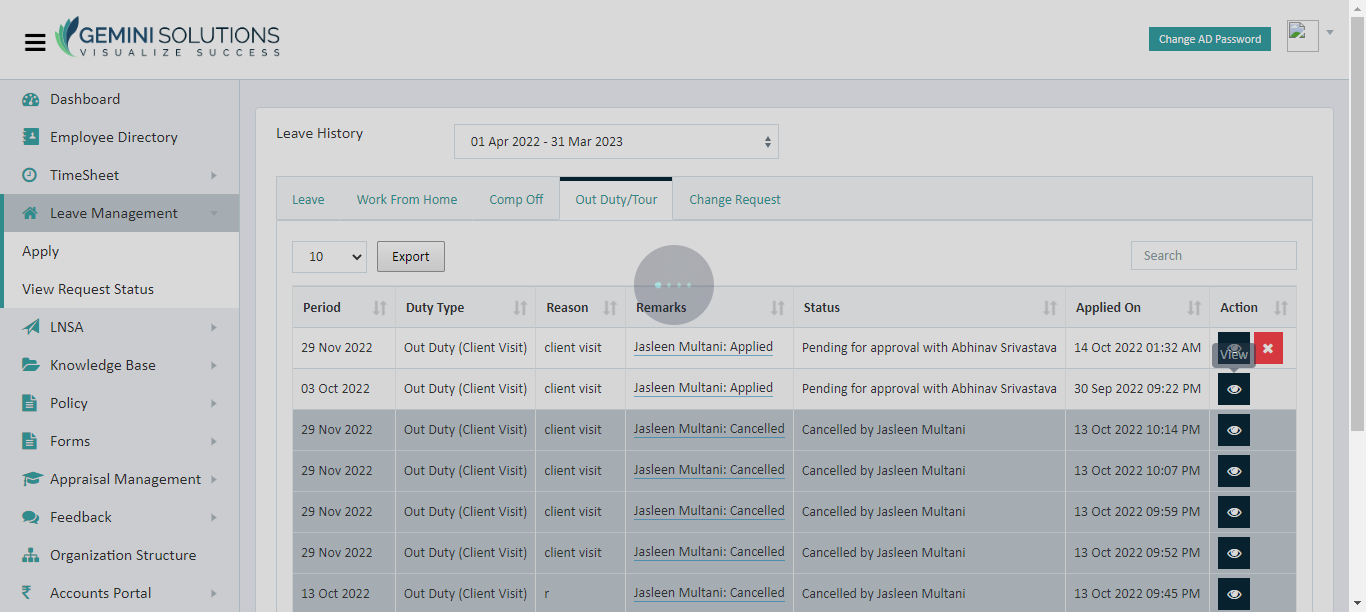 GEMINI SOLUTIONS
VISUALIZE SUCCESS
Change AD Password
Dashboard
Employee Directory
TimeSheet
Leave Management
Apply
View Request Status
LNSA
Knowledge Base
Policy
Forms
Appraisal Management
Feedback
Organization Structure
Accounts Portal
Leave History
01 Apr 2022 - 31 Mar 2023
Leave Work From Home Comp Off Out Duty/Tour Change Request
10 Export Search
Period Duty Type Reason Remarks Status Applied On Action
29 Nov 2022 Out Duty (Client Visit) client visit Jasleen Multani: Applied Pending for approval with Abhinav Srivastava 14 Oct 2022 01:32 AM
View
03 Oct 2022 Out Duty (Client Visit) client visit Jasleen Multani: Applied Pending for approval with Abhinav Srivastava 30 Sep 2022 09:22 PM
29 Nov 2022 Out Duty (Client Visit) client visit Jasleen Multani: Cancelled Cancelled by Jasleen Multani 13 Oct 2022 10:14 PM
29 Nov 2022 Out Duty (Client Visit) client visit Jasleen Multani: Cancelled Cancelled by Jasleen Multani 13 Oct 2022 10:07 PM
29 Nov 2022 Out Duty (Client Visit) client visit Jasleen Multani: Cancelled Cancelled by Jasleen Multani 13 Oct 2022 09:59 PM
29 Nov 2022 Out Duty (Client Visit) client visit Jasleen Multani: Cancelled Cancelled by Jasleen Multani 13 Oct 2022 09:52 PM
13 Oct 2022 Out Duty (Client Visit) r Jasleen Multani: Cancelled Cancelled by Jasleen Multani 13 Oct 2022 09:45 PM